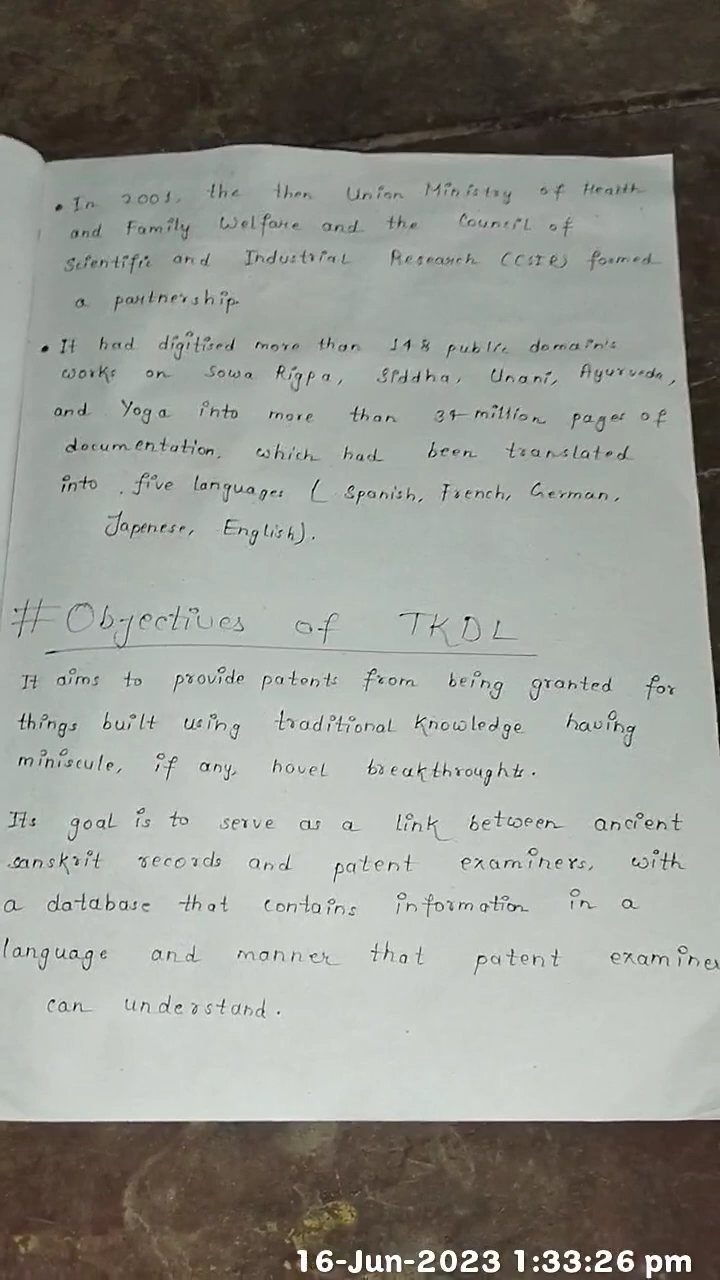 • In 2001, the then Union Ministry of Health
and Family Welfare and the Council of
Scientific and Industrial Research (CSIR) formed
a partnership
• It had digitised more than 148 public domain's
works on Sowa Rigpa, Siddha, Unani, Ayurveda,
and Yoga into more than 34 million pages of
documentation, which had been translated
into five languages ( Spanish, French, German,
Japenese, English).
# Objectives of TKDL
It aims to provide patents from being granted for
things built using traditional knowledge having
miniscule, if any, novel breakthroughts.
Its goal is to serve as a link between ancient
sanskrit records and patent examiners, with
a database that contains information in a
language and manner that patent examiner
can understand.
16-Jun-2023 1:33:26 pm